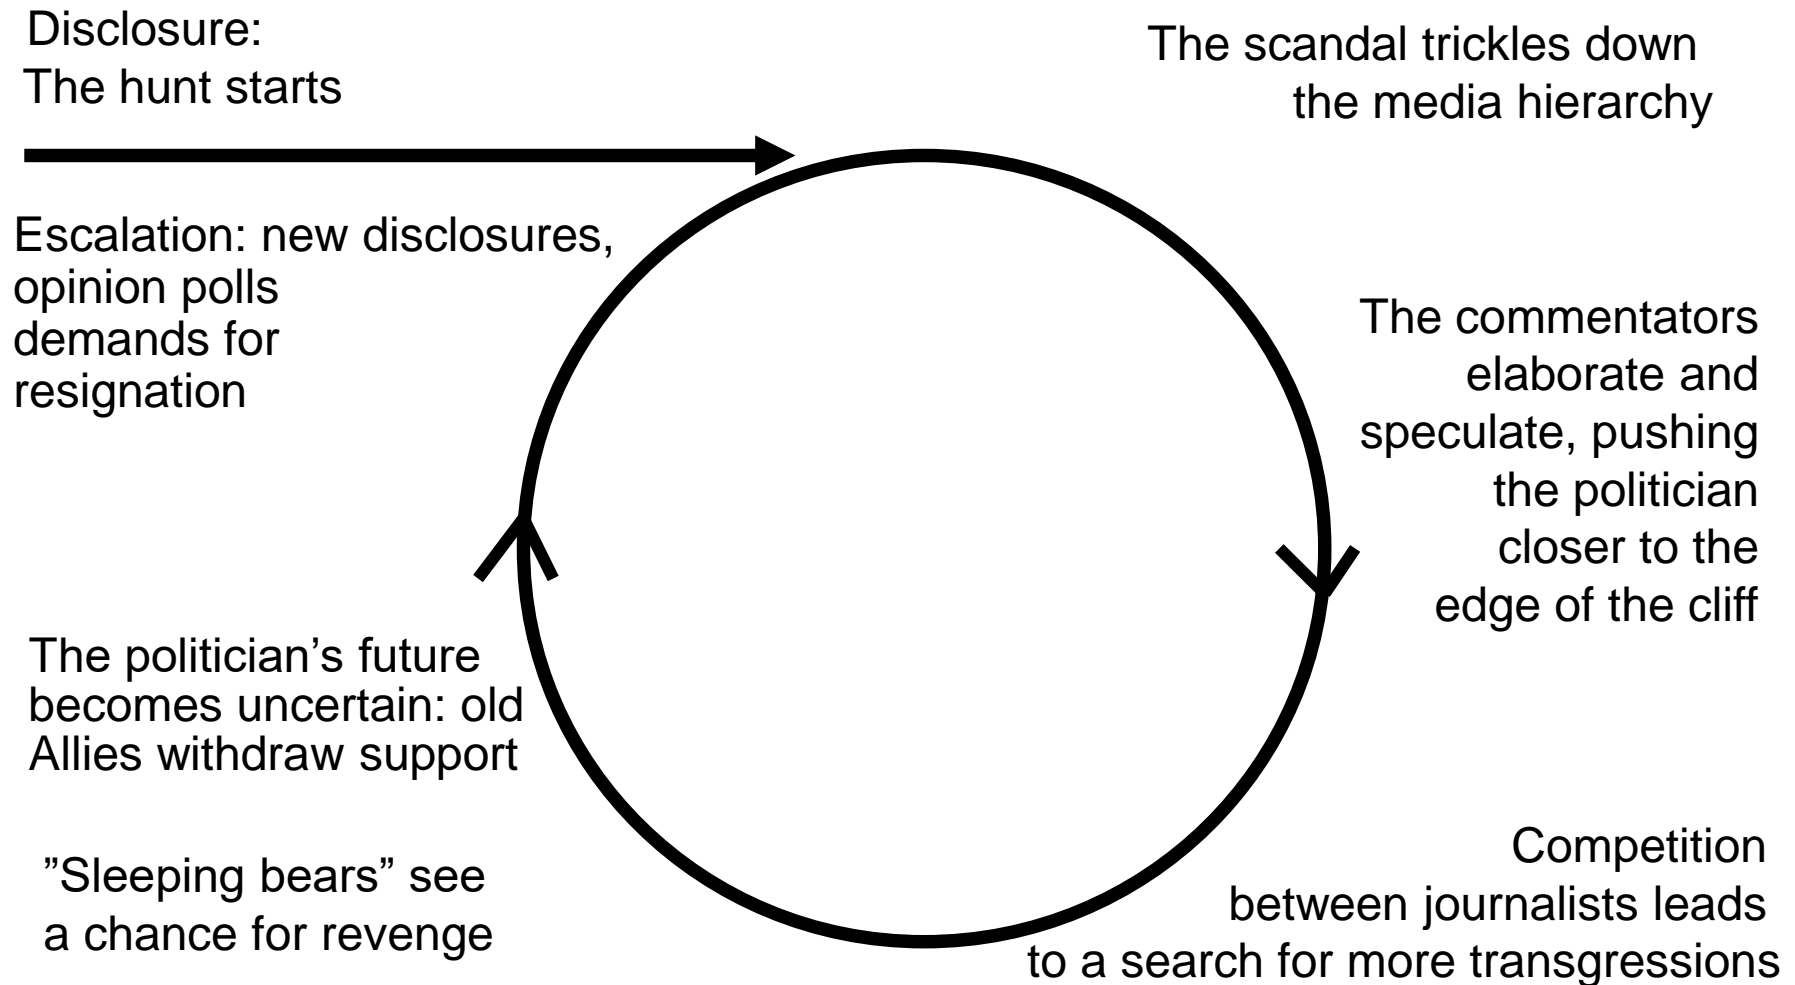 Disclosure:
The hunt starts
The scandal trickles down
the media hierarchy
Escalation: new disclosures,
opinion polls
demands for
resignation
The commentators
elaborate and
speculate, pushing
the politician
closer to the
edge of the cliff
The politician’s future
becomes uncertain: old
Allies withdraw support
”Sleeping bears” see
a chance for revenge
Competition
between journalists leads
to a search for more transgressions